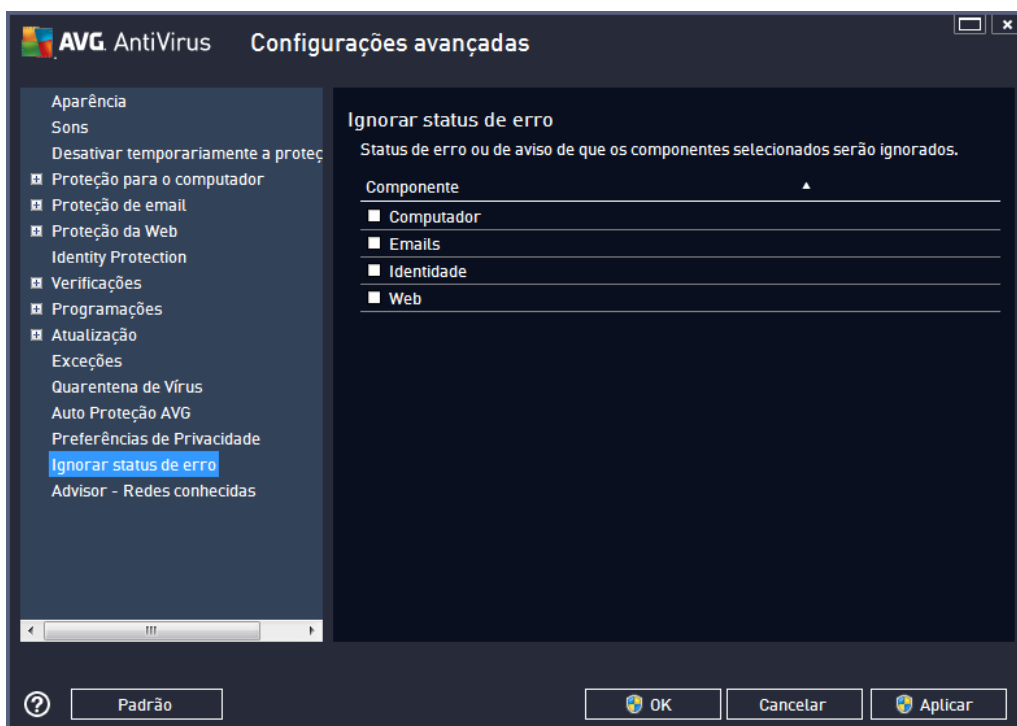 AVG. AntiVirus Configurações avançadas
Aparência
Sons
Desativar temporariamente a proteç
Proteção para o computador
Proteção de email
Proteção da Web
Identity Protection
Verificações
Programações
Atualização
Exceções
Quarentena de Vírus
Auto Proteção AVG
Preferências de Privacidade
Ignorar status de erro
Advisor - Redes conhecidas
Ignorar status de erro
Status de erro ou de aviso de que os componentes selecionados serão ignorados.
Componente
Computador
Emails
Identidade
Web
? Padrão OK Cancelar Aplicar